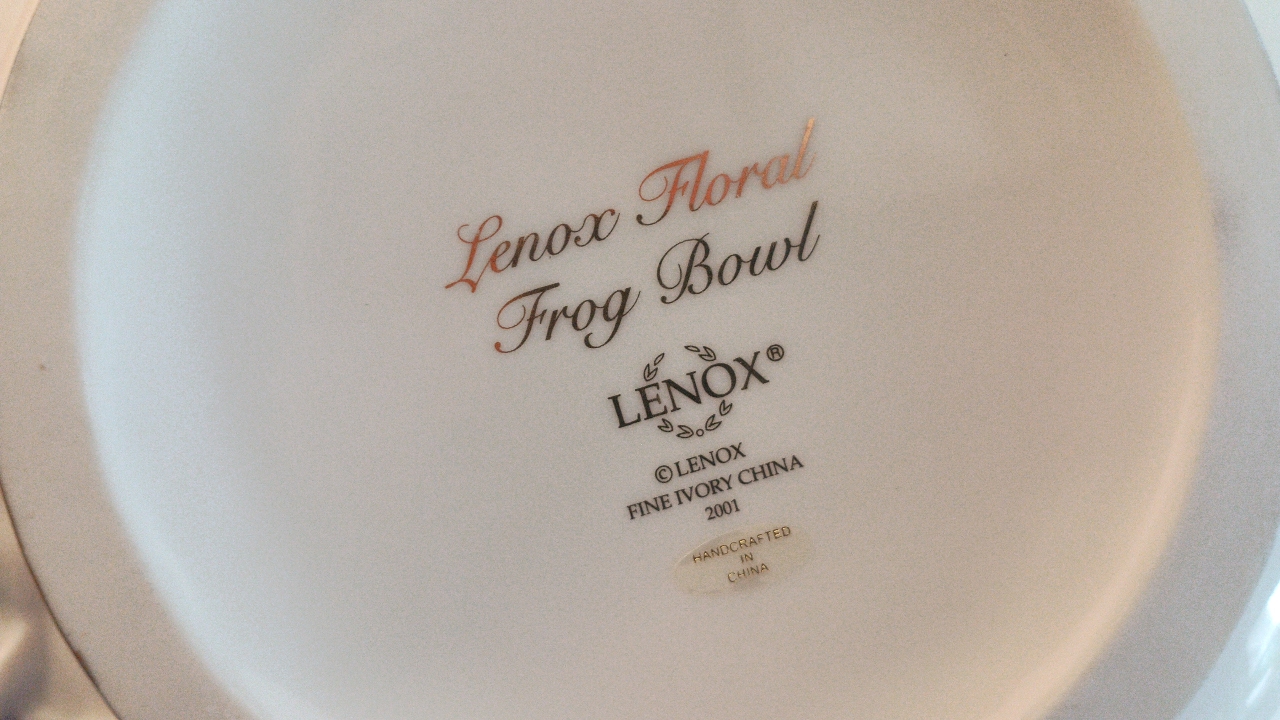 Lenox Floral
Frog Bowl
LENOX®
© LENOX
FINE IVORY CHINA
2001
HANDCRAFTED
IN
CHINA